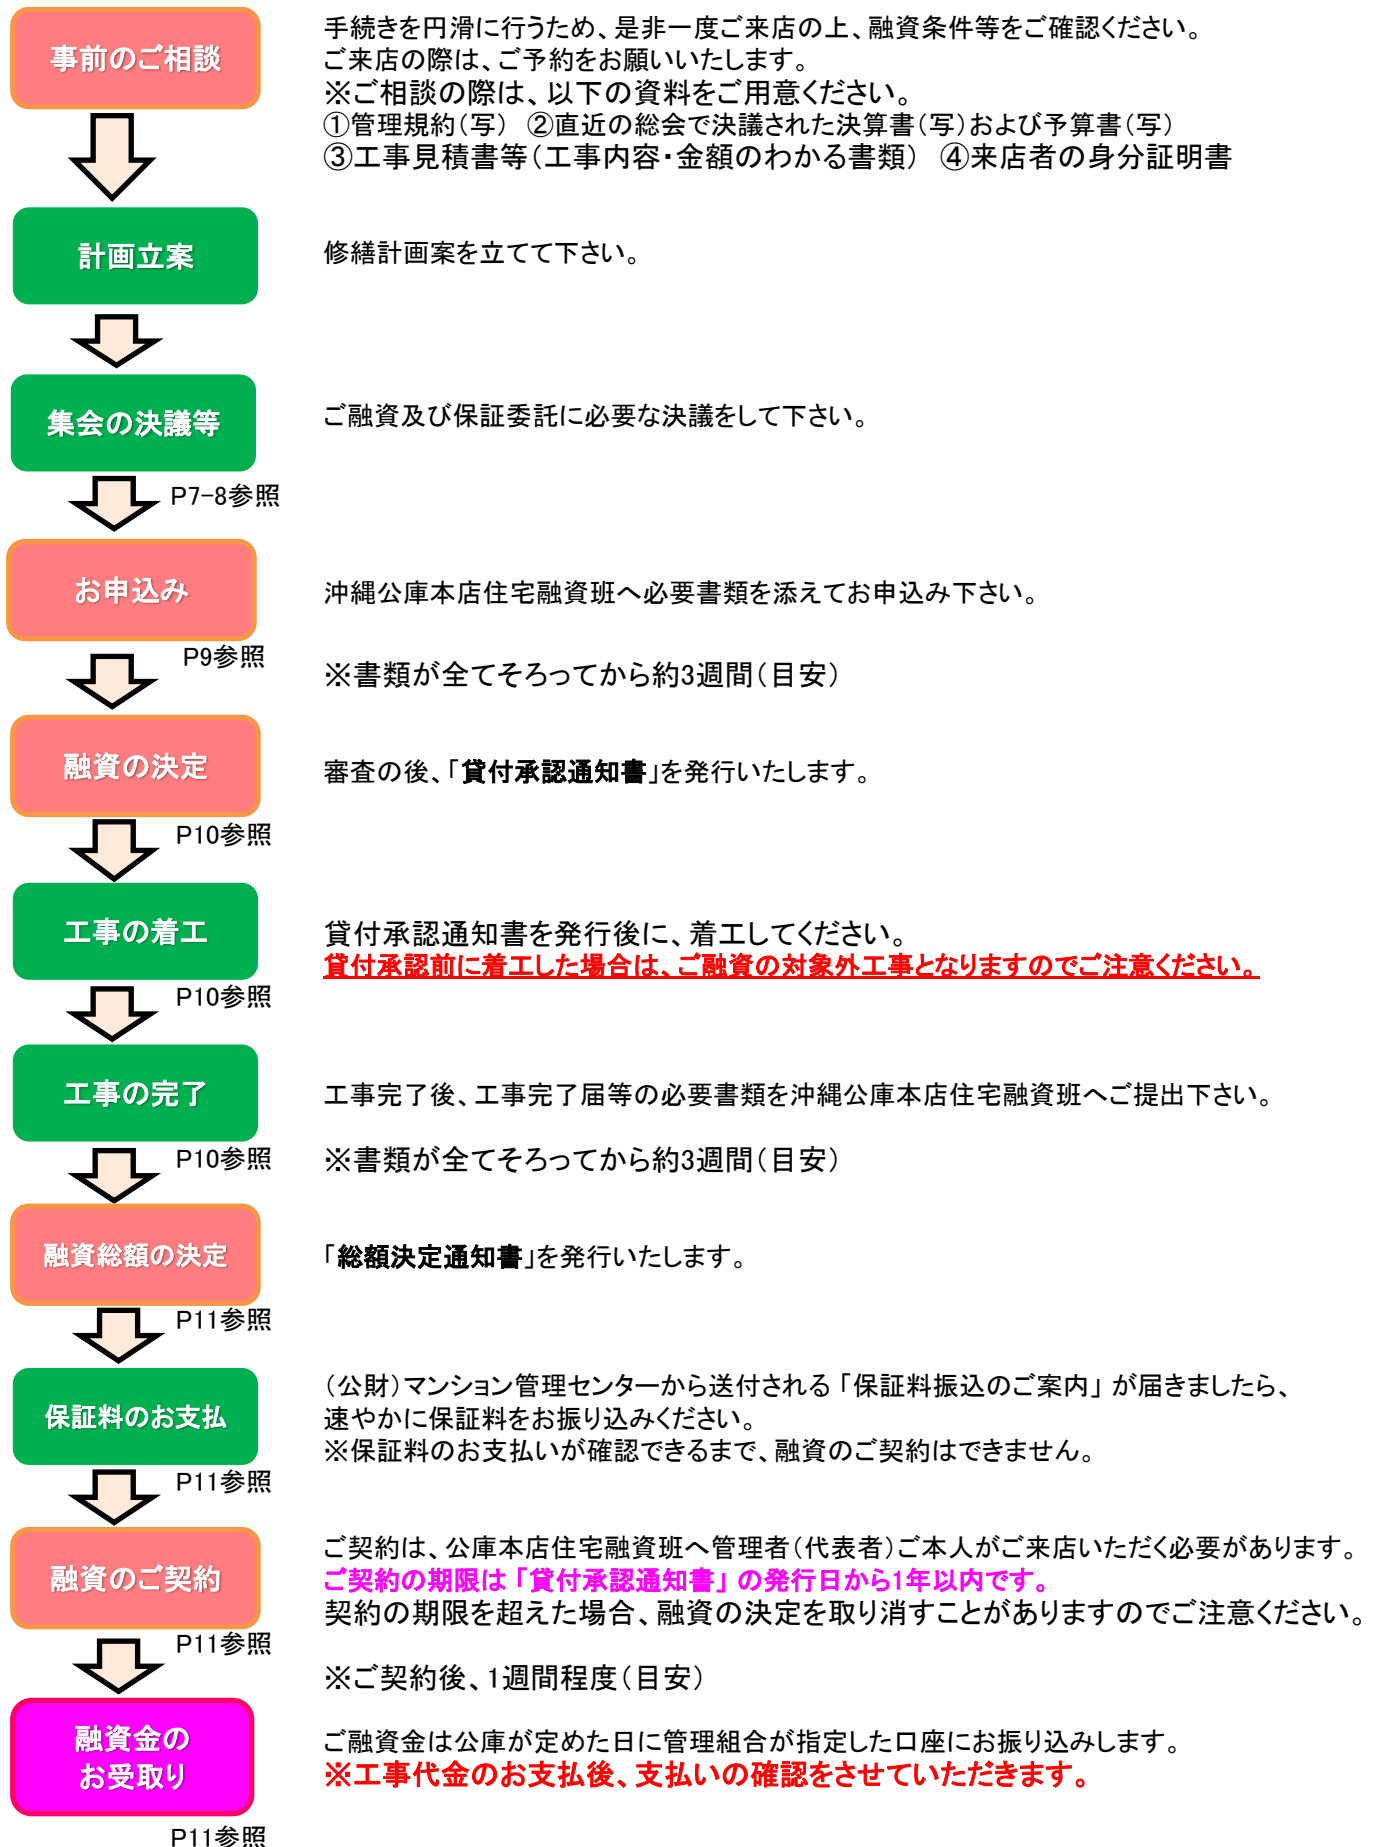 事前のご相談
手続きを円滑に行うため、是非一度ご来店の上、融資条件等をご確認ください。
ご来店の際は、ご予約をお願いいたします。
※ご相談の際は、以下の資料をご用意ください。
①管理規約(写) ②直近の総会で決議された決算書(写)および予算書(写)
③工事見積書等(工事内容・金額のわかる書類) ④来店者の身分証明書
計画立案
修繕計画案を立てて下さい。
集会の決議等
ご融資及び保証委託に必要な決議をして下さい。
P7-8参照
お申込み
沖縄公庫本店住宅融資班へ必要書類を添えてお申込み下さい。
P9参照
※書類が全てそろってから約3週間(目安)
融資の決定
審査の後、「貸付承認通知書」を発行いたします。
P10参照
工事の着工
貸付承認通知書を発行後に、着工してください。
貸付承認前に着工した場合は、ご融資の対象外工事となりますのでご注意ください。
P10参照
工事の完了
工事完了後、工事完了届等の必要書類を沖縄公庫本店住宅融資班へご提出下さい。
P10参照
※書類が全てそろってから約3週間(目安)
融資総額の決定
「総額決定通知書」を発行いたします。
P11参照
保証料のお支払
(公財)マンション管理センターから送付される「保証料振込のご案内」が届きましたら、
速やかに保証料をお振り込みください。
※保証料のお支払いが確認できるまで、融資のご契約はできません。
P11参照
融資のご契約
ご契約は、公庫本店住宅融資班へ管理者(代表者)ご本人がご来店いただく必要があります。
ご契約の期限は「貸付承認通知書」の発行日から1年以内です。
契約の期限を超えた場合、融資の決定を取り消すことがありますのでご注意ください。
P11参照
※ご契約後、1週間程度(目安)
融資金の
お受取り
ご融資金は公庫が定めた日に管理組合が指定した口座にお振り込みします。
※工事代金のお支払後、支払いの確認をさせていただきます。
P11参照